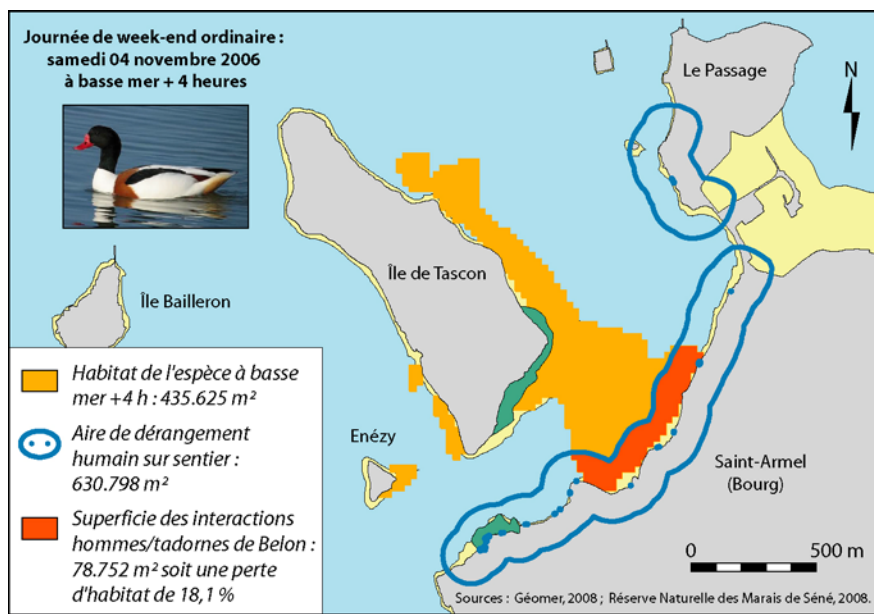 Journée de week-end ordinaire :
samedi 04 novembre 2006
à basse mer + 4 heures
Le Passage
N
Île de Tascon
Île Bailleron
Enézy
Saint-Armel
(Bourg)
Habitat de l'espèce à basse
mer +4 h : 435.625 m²
Aire de dérangement
humain sur sentier :
630.798 m²
Superficie des interactions
hommes/tadornes de Belon :
78.752 m² soit une perte
d'habitat de 18,1 %
0 500 m
Sources : Géomer, 2008 ; Réserve Naturelle des Marais de Séné, 2008.